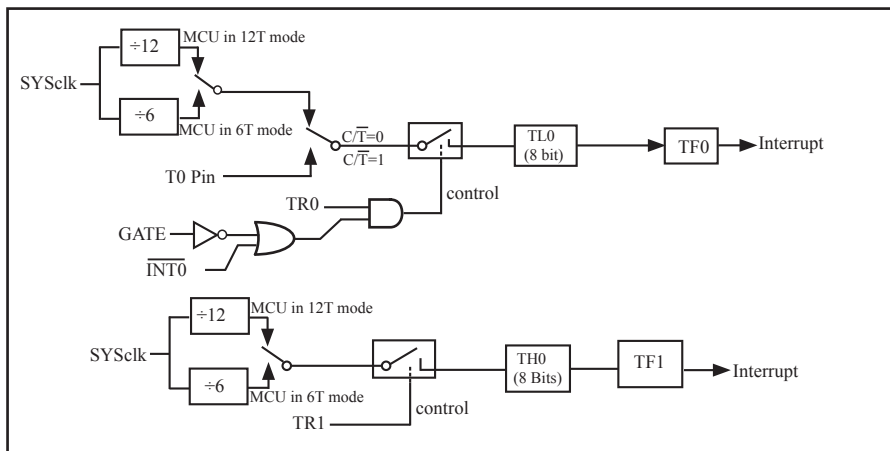 ÷12
MCU in 12T mode
SYSclk
÷6
MCU in 6T mode
C/T̅=0
C/T̅=1
T0 Pin
TL0
(8 bit)
TF0
Interrupt
control
TR0
GATE
I̅N̅T̅0̅
÷12
MCU in 12T mode
SYSclk
÷6
MCU in 6T mode
TH0
(8 Bits)
TF1
Interrupt
control
TR1